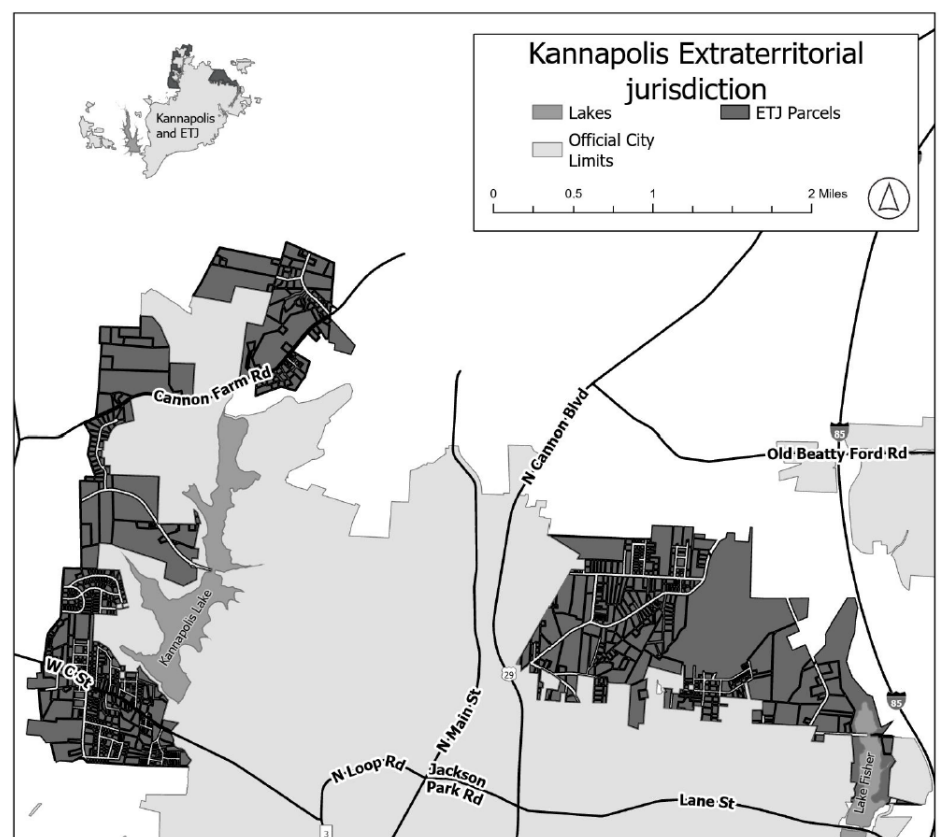 Kannapolis Extraterritorial
jurisdiction
Lakes
ETJ Parcels
Official City
Limits
0 0.5 1 2 Miles
Kannapolis
and ETJ
Cannon Farm Rd
N Cannon Blvd
85
Old Beatty Ford Rd
Kannapolis Lake
W C St
29
85
N Main St
N Loop Rd
Jackson
Park Rd
Lane St
Lake Fisher
3